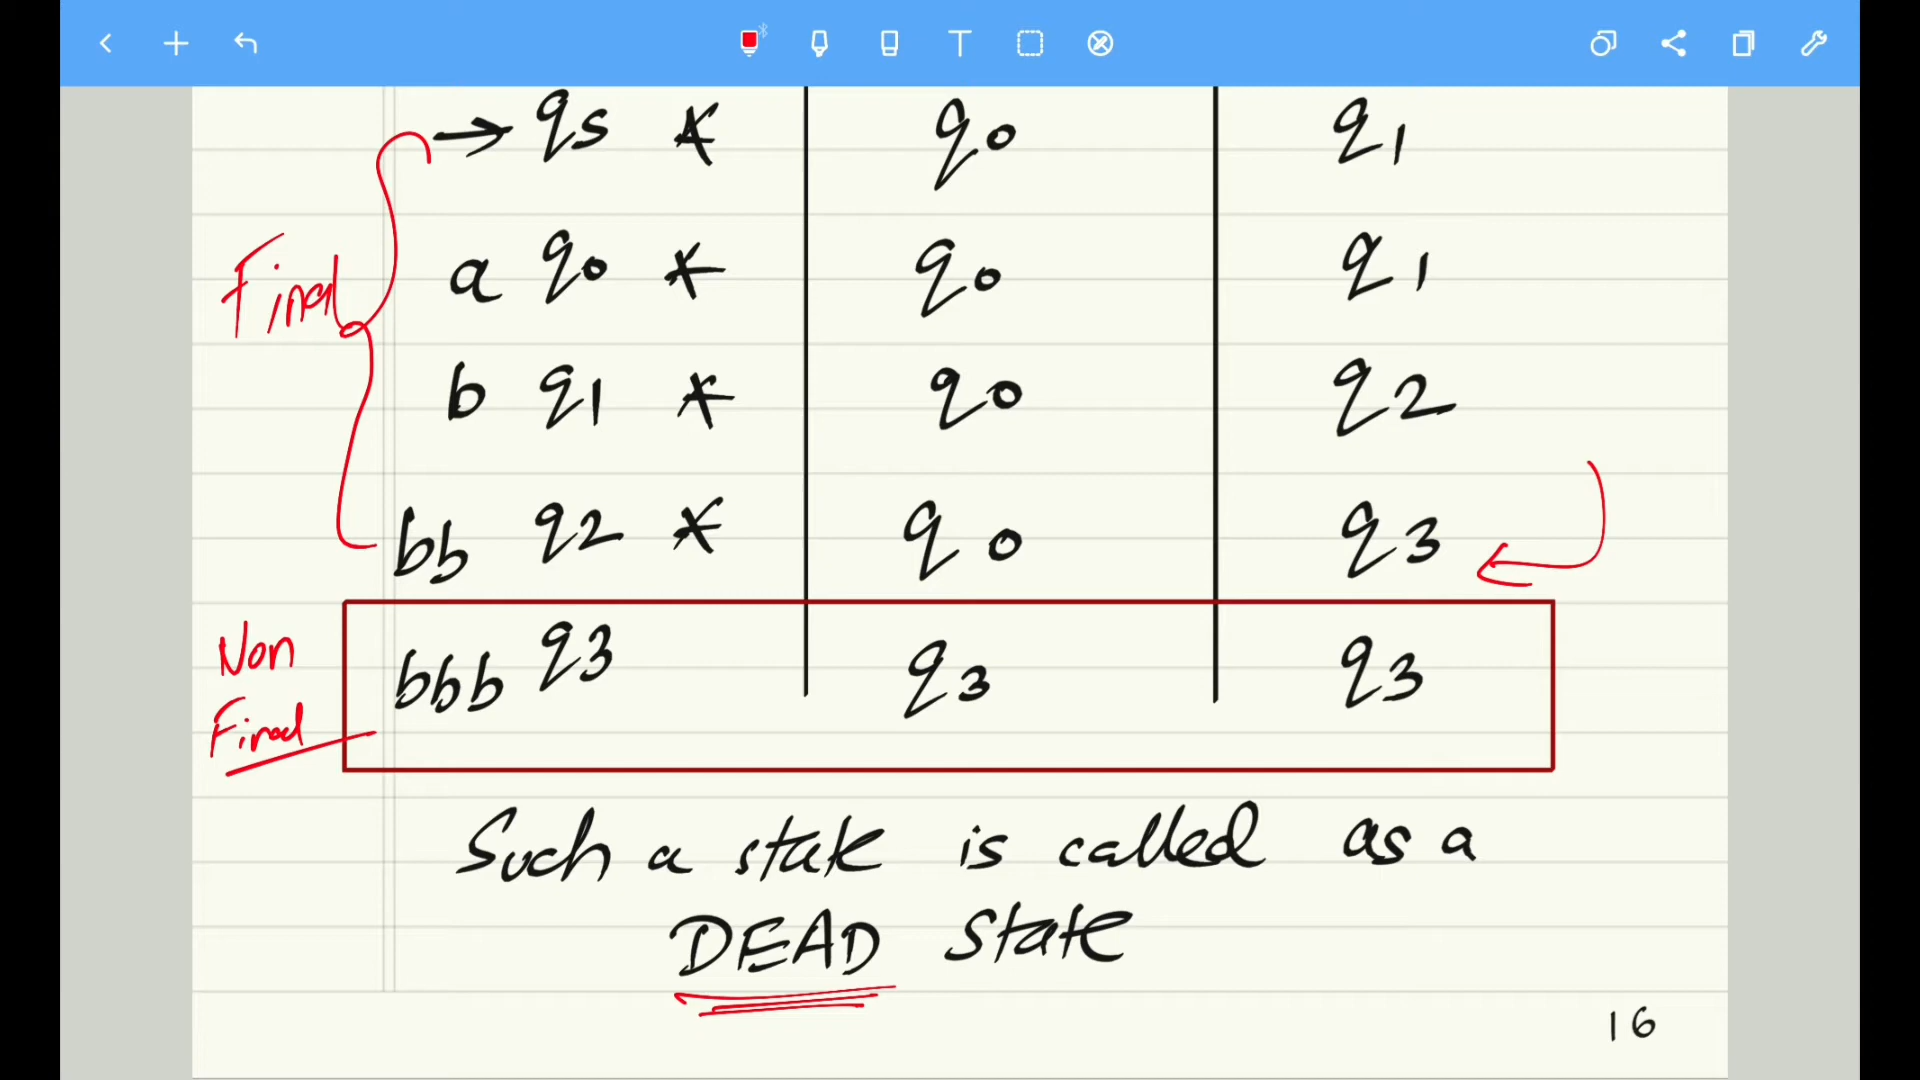 → qs * q0 q1
Final
a q0 * q0 q1
b q1 * q0 q2
bb q2 * q0 q3
Non
Final
bbb q3 q3 q3
Such a state is called as a
DEAD state
16